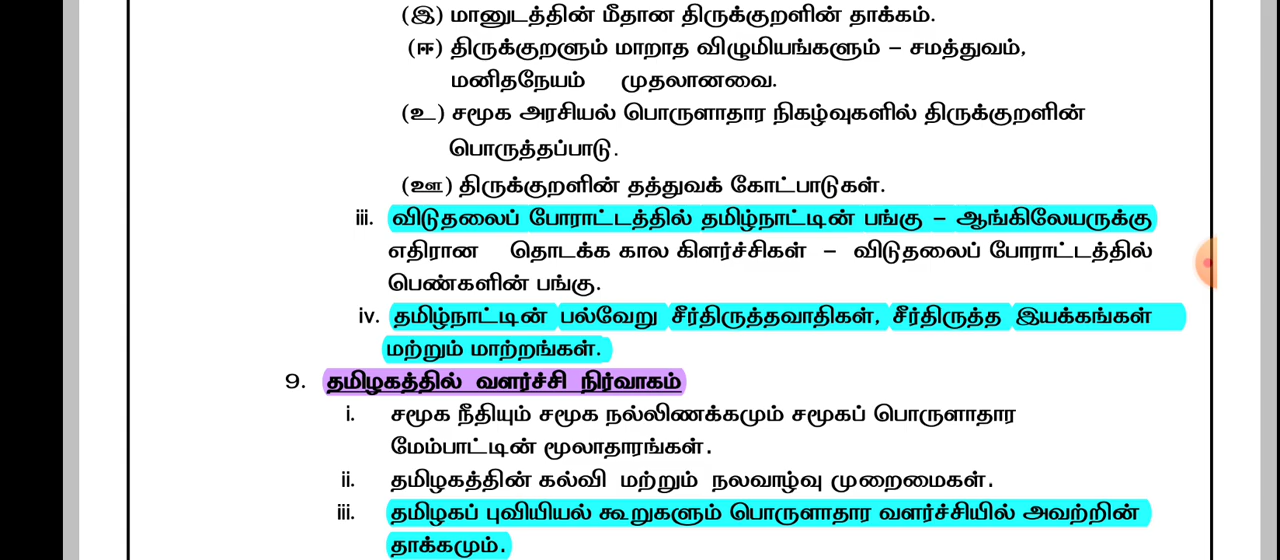 (இ) மானுடத்தின் மீதான திருக்குறளின் தாக்கம்.
(ஈ) திருக்குறளும் மாறாத விழுமியங்களும் – சமத்துவம்,
மனிதநேயம் முதலானவை.
(உ) சமூக அரசியல் பொருளாதார நிகழ்வுகளில் திருக்குறளின்
பொருத்தப்பாடு.
(ஊ) திருக்குறளின் தத்துவக் கோட்பாடுகள்.
iii. விடுதலைப் போராட்டத்தில் தமிழ்நாட்டின் பங்கு – ஆங்கிலேயருக்கு
எதிரான தொடக்க கால கிளர்ச்சிகள் – விடுதலைப் போராட்டத்தில்
பெண்களின் பங்கு.
iv. தமிழ்நாட்டின் பல்வேறு சீர்திருத்தவாதிகள், சீர்திருத்த இயக்கங்கள்
மற்றும் மாற்றங்கள்.
9. தமிழகத்தில் வளர்ச்சி நிர்வாகம்
i. சமூக நீதியும் சமூக நல்லிணக்கமும் சமூகப் பொருளாதார
மேம்பாட்டின் மூலாதாரங்கள்.
ii. தமிழகத்தின் கல்வி மற்றும் நலவாழ்வு முறைமைகள்.
iii. தமிழகப் புவியியல் கூறுகளும் பொருளாதார வளர்ச்சியில் அவற்றின்
தாக்கமும்.